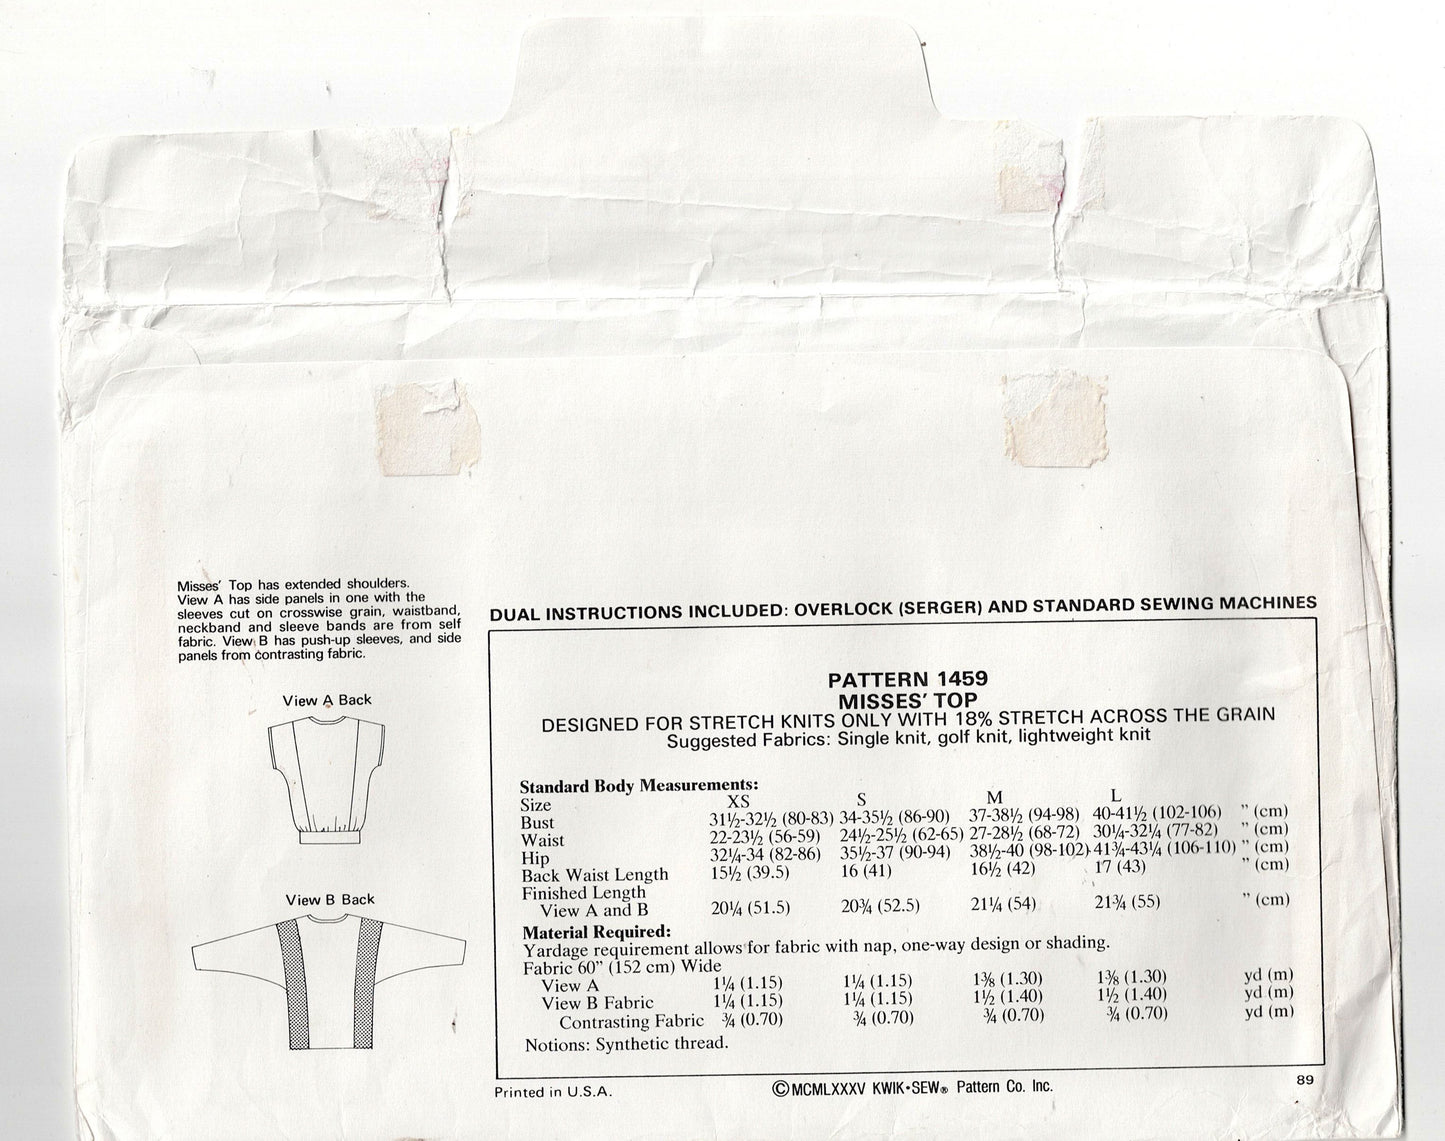 Misses' Top has extended shoulders.
View A has side panels in one with the
sleeves cut on crosswise grain, waistband,
neckband and sleeve bands are from self
fabric. View B has push-up sleeves, and side
panels from contrasting fabric.
View A Back
View B Back
DUAL INSTRUCTIONS INCLUDED: OVERLOCK (SERGER) AND STANDARD SEWING MACHINES
PATTERN 1459
MISSES' TOP
DESIGNED FOR STRETCH KNITS ONLY WITH 18% STRETCH ACROSS THE GRAIN
Suggested Fabrics: Single knit, golf knit, lightweight knit
Standard Body Measurements:
Size XS S M L
Bust 31½-32½ (80-83) 34-35½ (86-90) 37-38½ (94-98) 40-41½ (102-106) " (cm)
Waist 22-23½ (56-59) 24½-25½ (62-65) 27-28½ (68-72) 30¼-32¼ (77-82) " (cm)
Hip 32¼-34 (82-86) 35½-37 (90-94) 38½-40 (98-102) 41¾-43¼ (106-110) " (cm)
Back Waist Length 15½ (39.5) 16 (41) 16½ (42) 17 (43) " (cm)
Finished Length
View A and B 20¼ (51.5) 20¾ (52.5) 21¼ (54) 21¾ (55) " (cm)
Material Required:
Yardage requirement allows for fabric with nap, one-way design or shading.
Fabric 60" (152 cm) Wide
View A 1¼ (1.15) 1¼ (1.15) 1⅜ (1.30) 1⅜ (1.30) yd (m)
View B Fabric 1¼ (1.15) 1¼ (1.15) 1½ (1.40) 1½ (1.40) yd (m)
Contrasting Fabric ¾ (0.70) ¾ (0.70) ¾ (0.70) ¾ (0.70) yd (m)
Notions: Synthetic thread.
Printed in U.S.A.
©MCMLXXXV KWIK•SEW® Pattern Co. Inc.
89